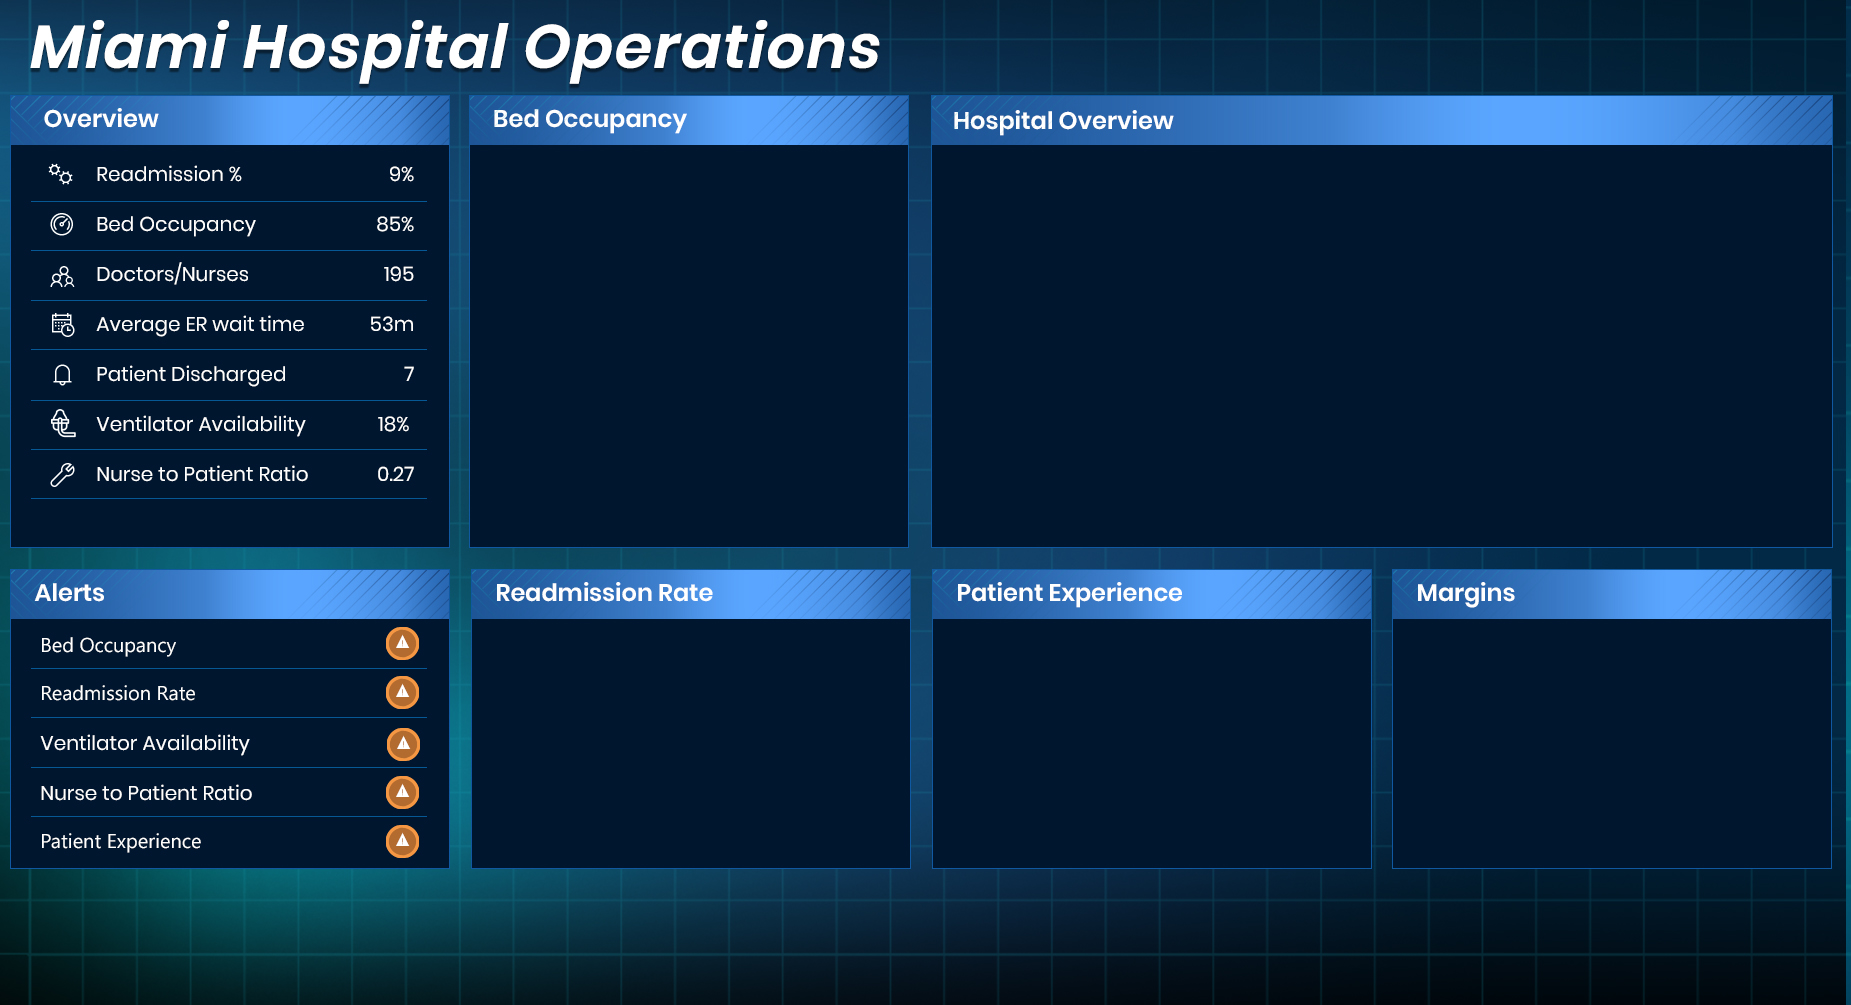 Miami Hospital Operations
Overview
Readmission % 9%
Bed Occupancy 85%
Doctors/Nurses 195
Average ER wait time 53m
Patient Discharged 7
Ventilator Availability 18%
Nurse to Patient Ratio 0.27
Bed Occupancy
Hospital Overview
Alerts
Bed Occupancy
Readmission Rate
Ventilator Availability
Nurse to Patient Ratio
Patient Experience
Readmission Rate
Patient Experience
Margins